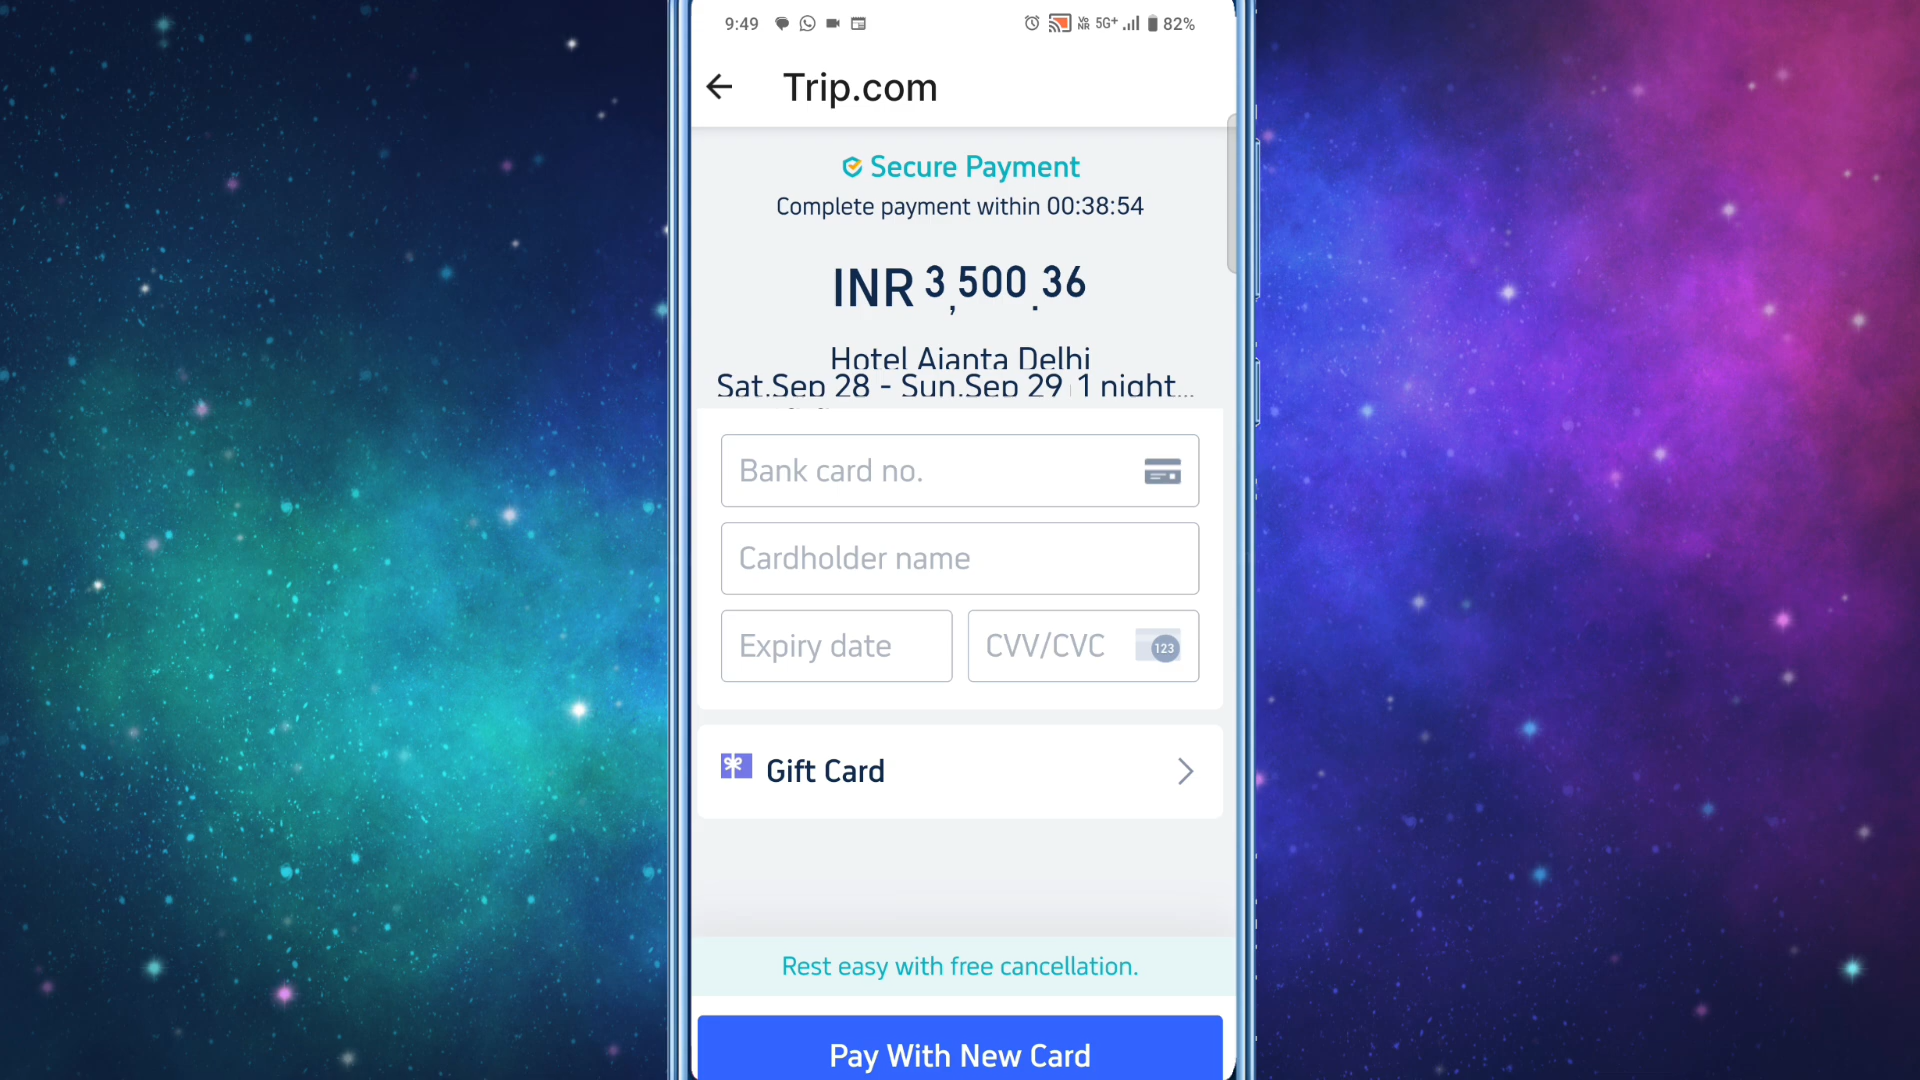 9:49 VO NR 5G+ 82%
Trip.com
Secure Payment
Complete payment within 00:38:54
INR 3,500.36
Hotel Ajanta Delhi
Sat,Sep 28 - Sun,Sep 29 1 night...
Bank card no.
Cardholder name
Expiry date CVV/CVC 123
Gift Card
Rest easy with free cancellation.
Pay With New Card